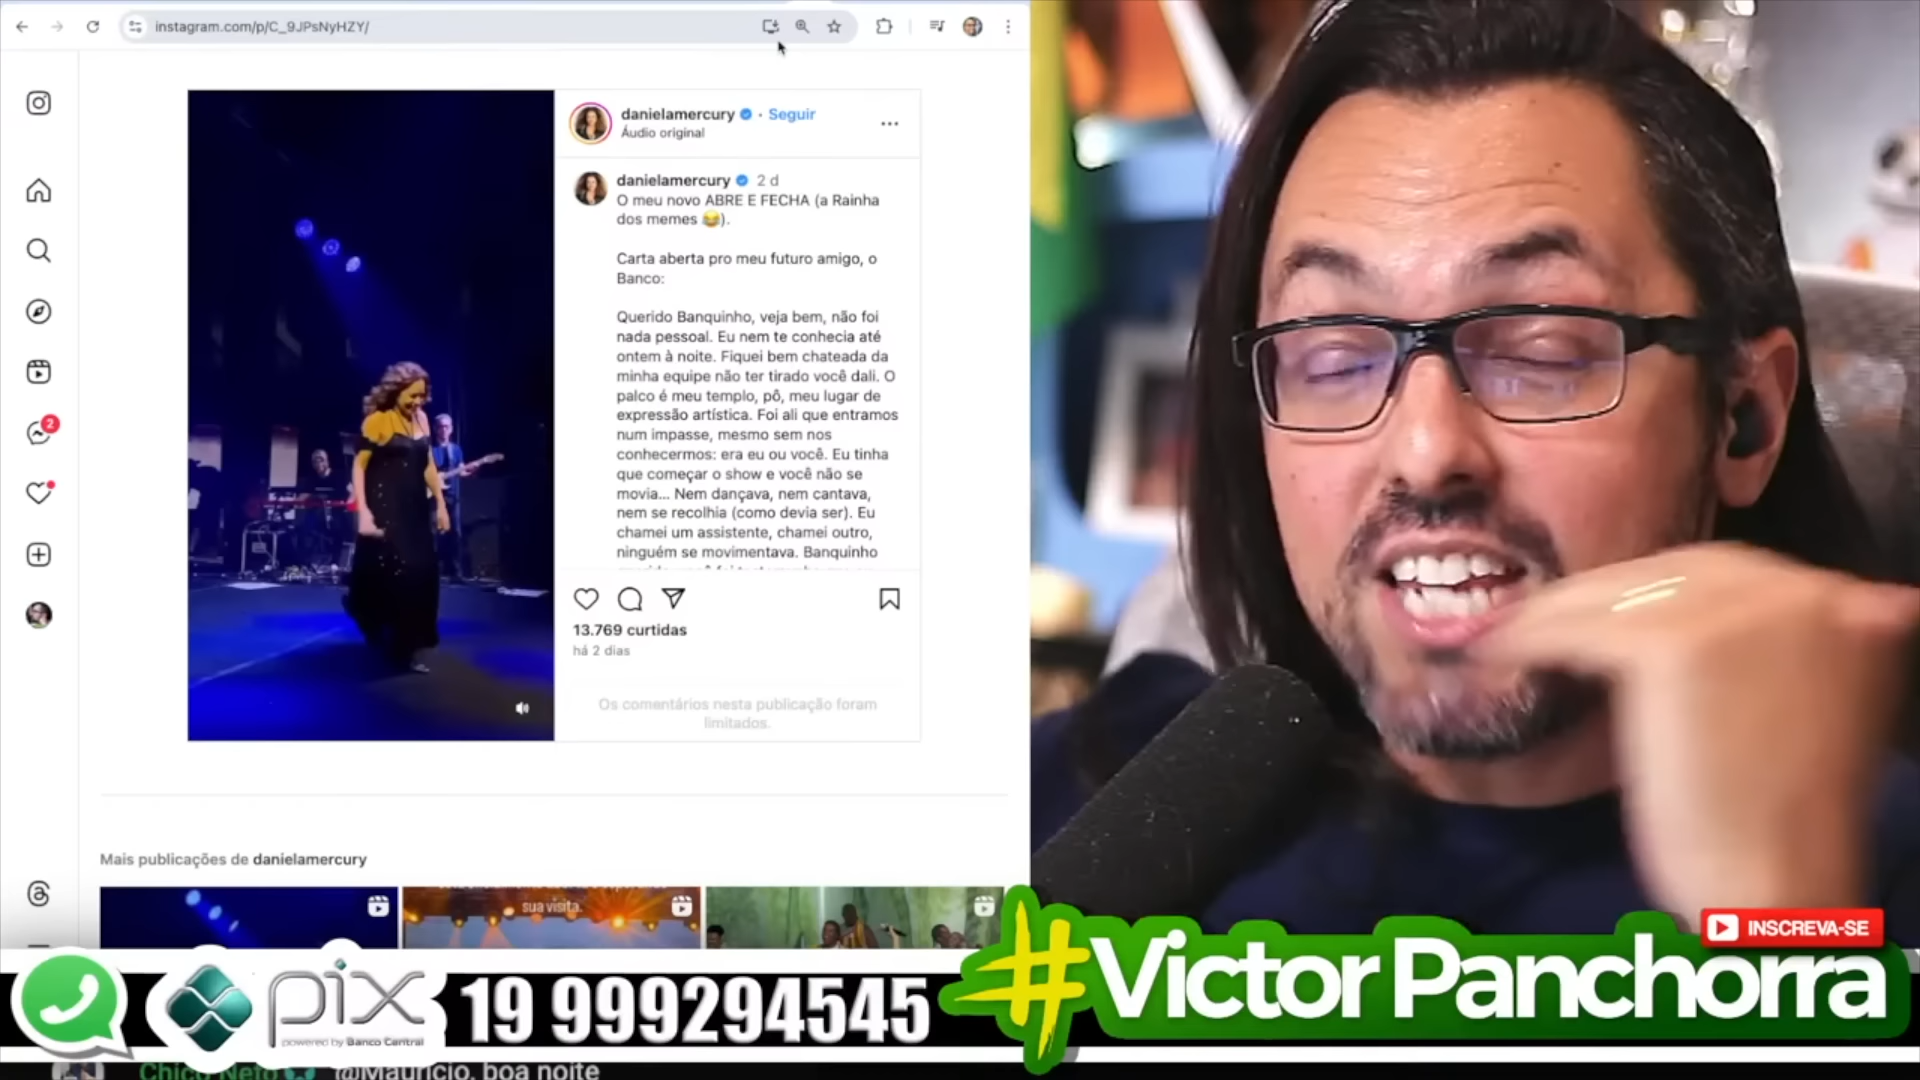 instagram.com/p/C_9JPsNyHZY/
danielamercury • Seguir
Áudio original
danielamercury 2 d
O meu novo ABRE E FECHA (a Rainha
dos memes 😂).
Carta aberta pro meu futuro amigo, o
Banco:
Querido Banquinho, veja bem, não foi
nada pessoal. Eu nem te conhecia até
ontem à noite. Fiquei bem chateada da
minha equipe não ter tirado você dali. O
palco é meu templo, pô, meu lugar de
expressão artística. Foi ali que entramos
num impasse, mesmo sem nos
conhecermos: era eu ou você. Eu tinha
que começar o show e você não se
movia... Nem dançava, nem cantava,
nem se recolhia (como devia ser). Eu
chamei um assistente, chamei outro,
ninguém se movimentava. Banquinho
2
13.769 curtidas
há 2 dias
Os comentários nesta publicação foram
limitados.
Mais publicações de danielamercury
sua visita.
INSCREVA-SE
pix
powered by Banco Central
19 999294545
#Victor Panchorra
Chico Neto @Mauricio, boa noite